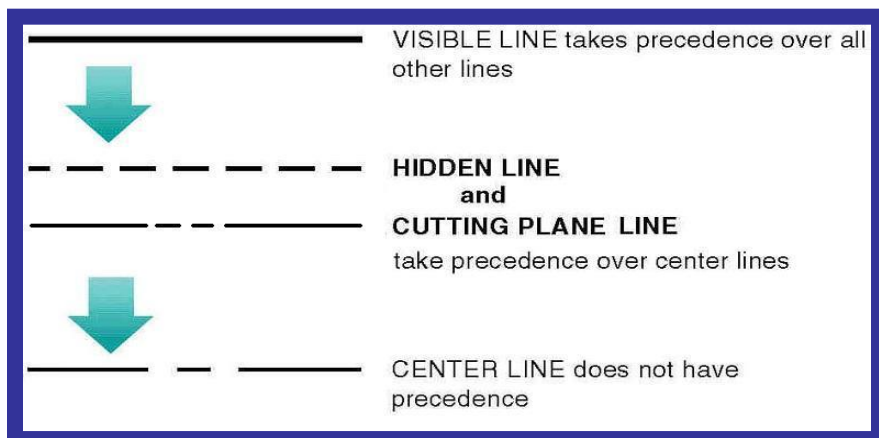 VISIBLE LINE takes precedence over all
other lines
HIDDEN LINE
and
CUTTING PLANE LINE
take precedence over center lines
CENTER LINE does not have
precedence